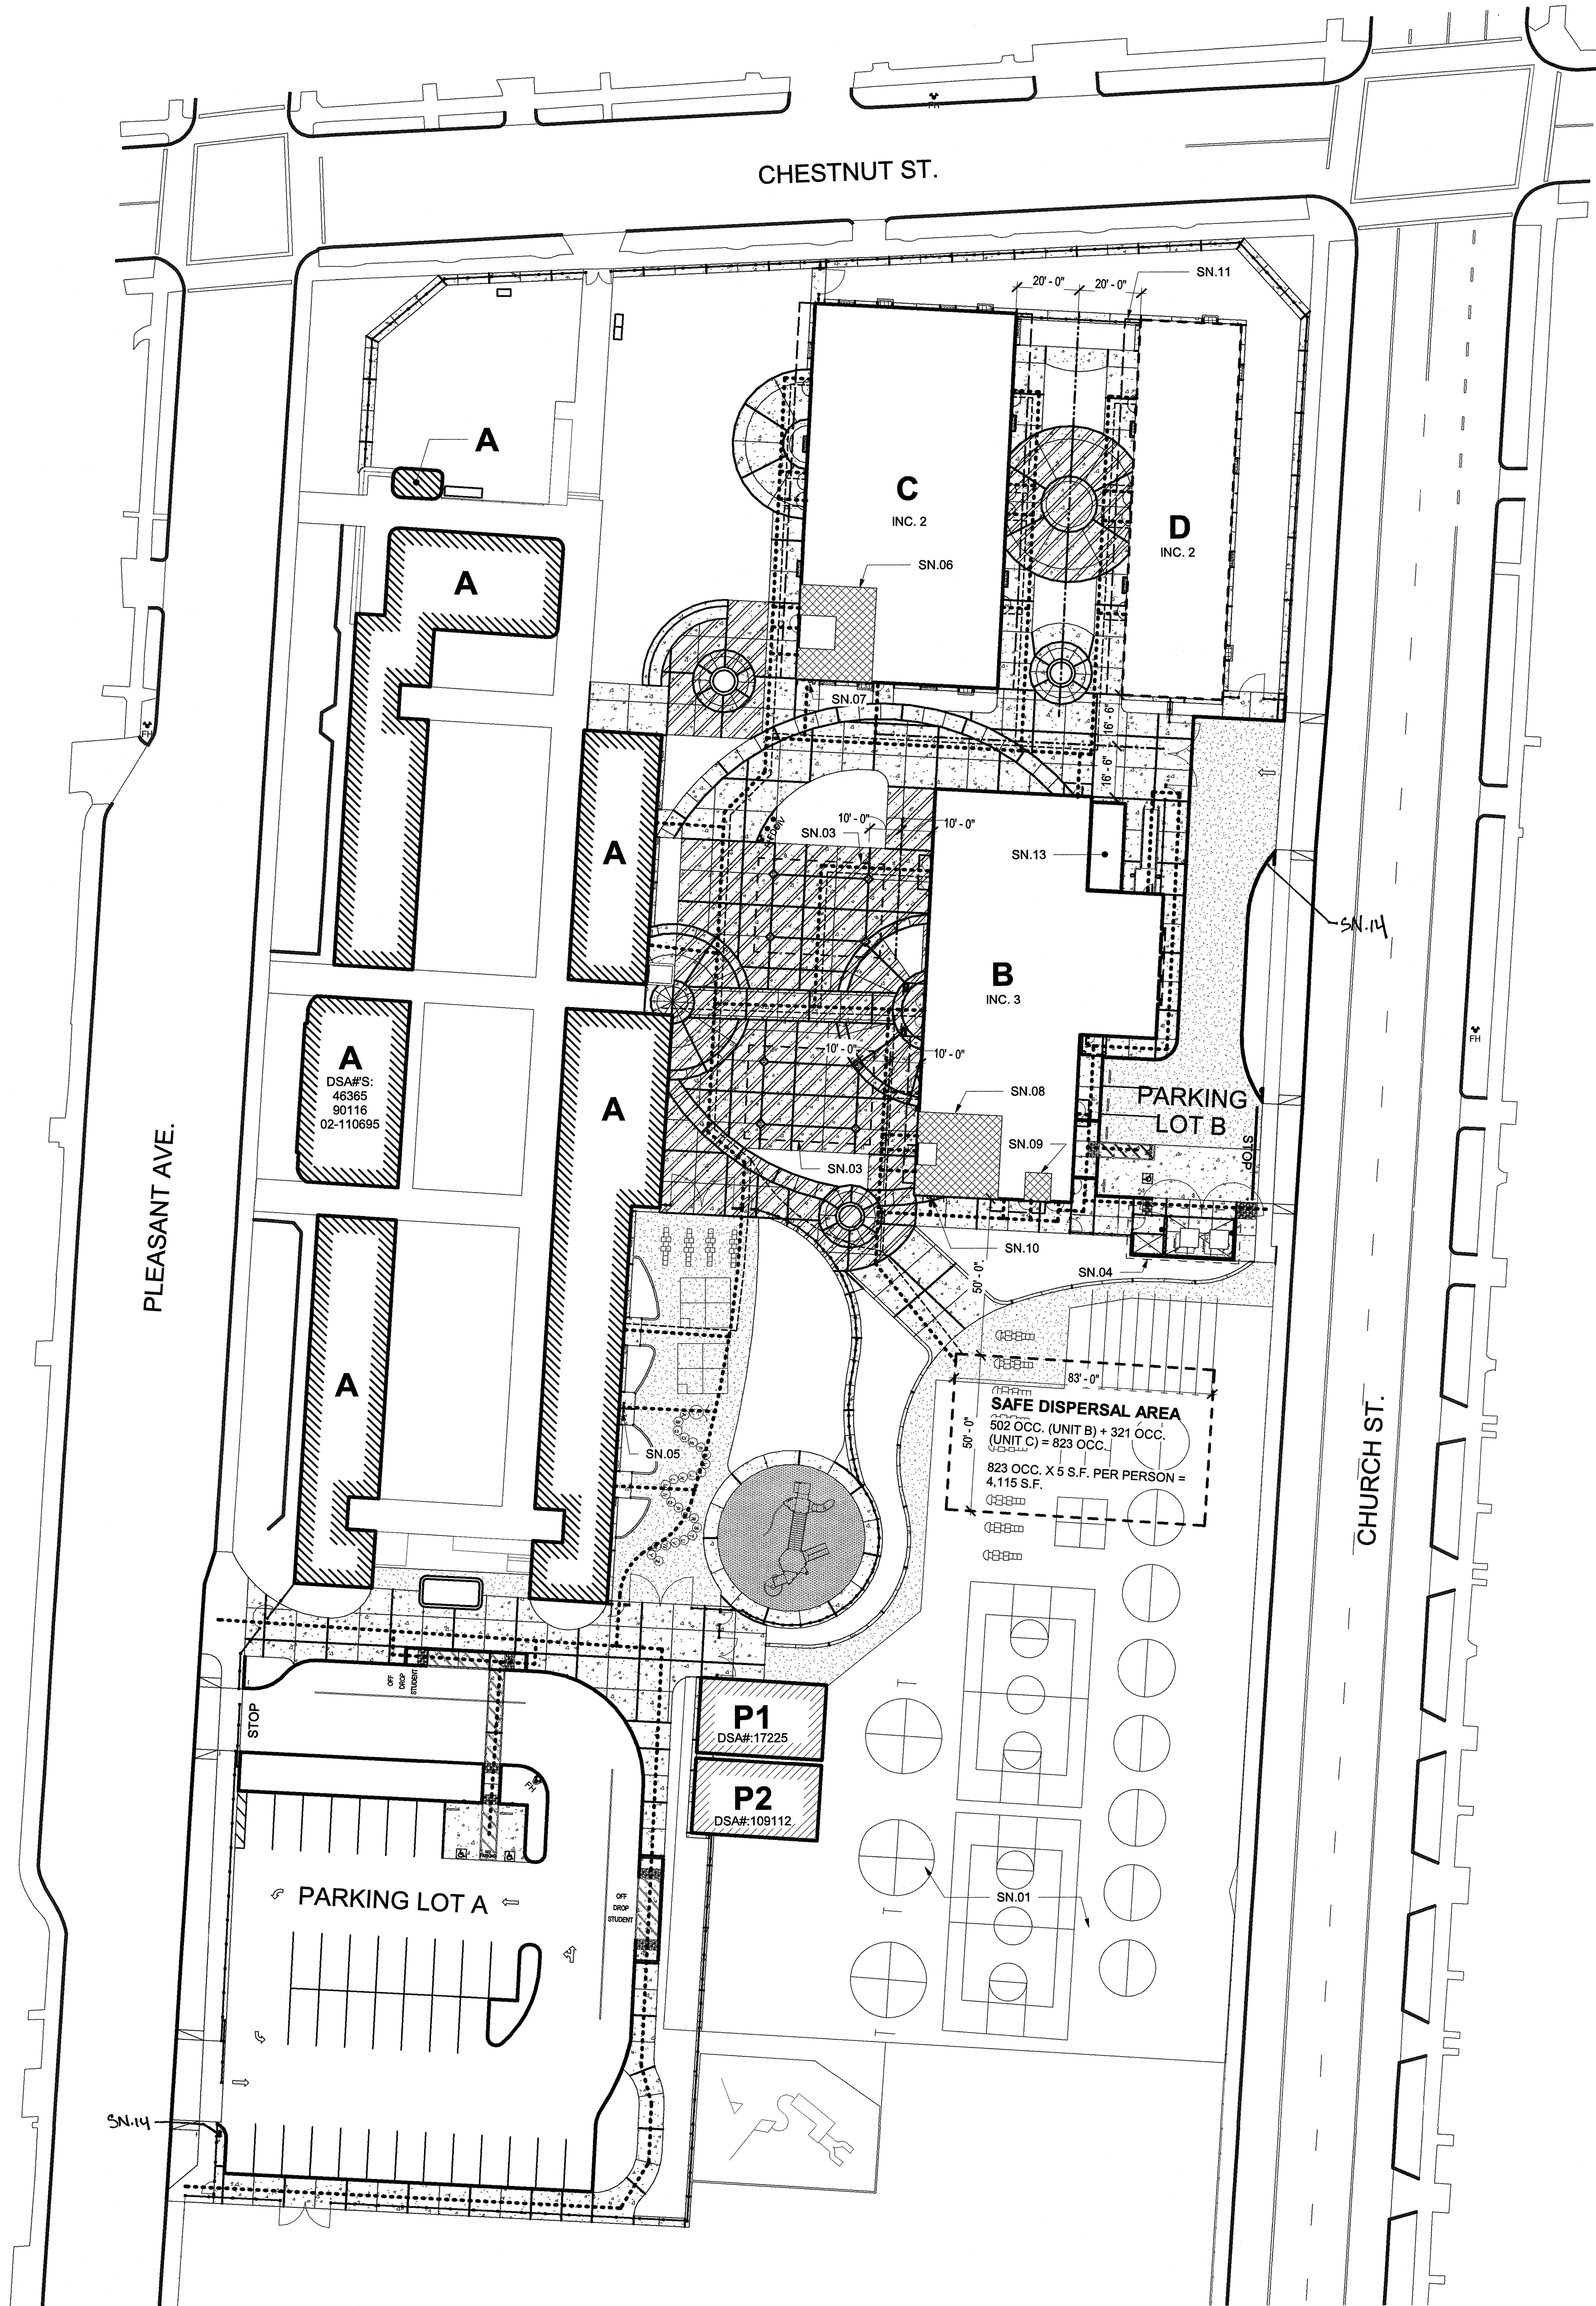 FH
CHESTNUT ST.
SN.11
20' - 0"
20' - 0"
A
C
INC. 2
D
INC. 2
SN.06
A
SN.07
FH
16' - 6"
16' - 6"
10' - 0"
SN.03
10' - 0"
A
SN.13
SN.14
B
INC. 3
FH
A
DSA#'S:
46365
90116
02-110695
10' - 0"
10' - 0"
SN.08
PARKING
LOT B
A
SN.09
STOP
SN.03
PLEASANT AVE.
SN.10
SN.04
50' - 0"
A
83' - 0"
SAFE DISPERSAL AREA
502 OCC. (UNIT B) + 321 OCC.
(UNIT C) = 823 OCC.
823 OCC. X 5 S.F. PER PERSON =
4,115 S.F.
50' - 0"
SN.05
CHURCH ST.
OFF
DROP
STUDENT
STOP
P1
DSA#:17225
FH
P2
DSA#:109112
PARKING LOT A
OFF
DROP
STUDENT
SN.01
SN.14